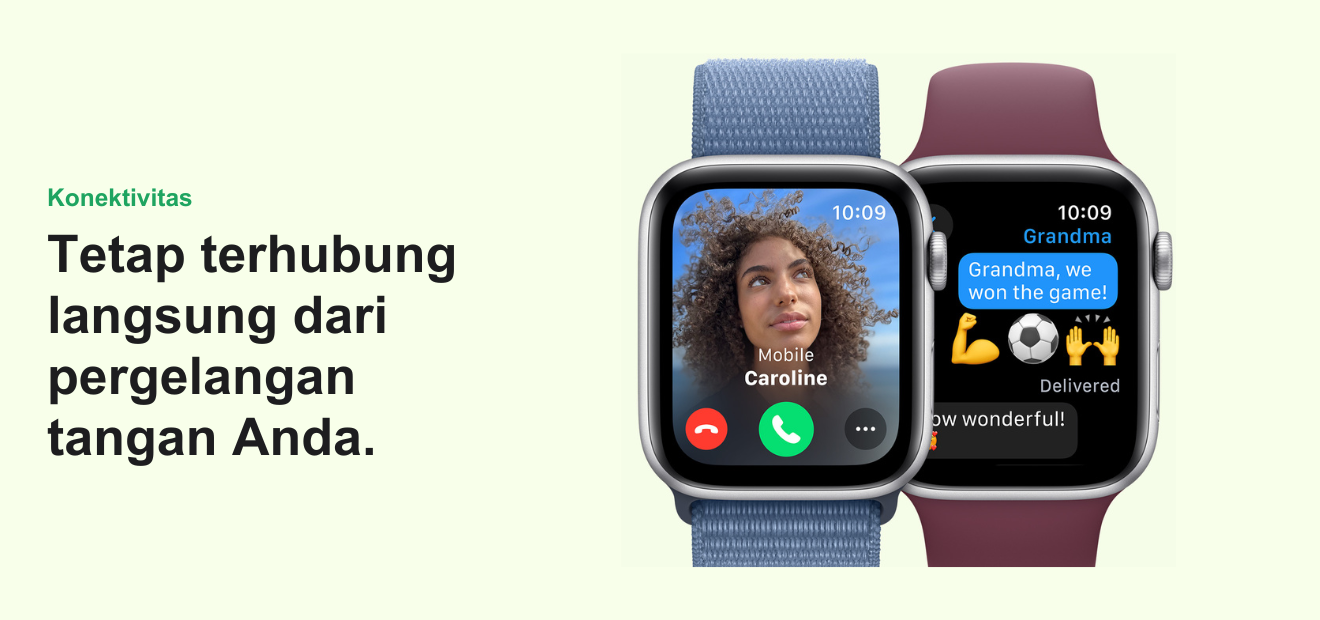 Konektivitas
Tetap terhubung
langsung dari
pergelangan
tangan Anda.
10:09
Mobile
Caroline
10:09
Grandma
Grandma, we
won the game!
Delivered
wonderful!